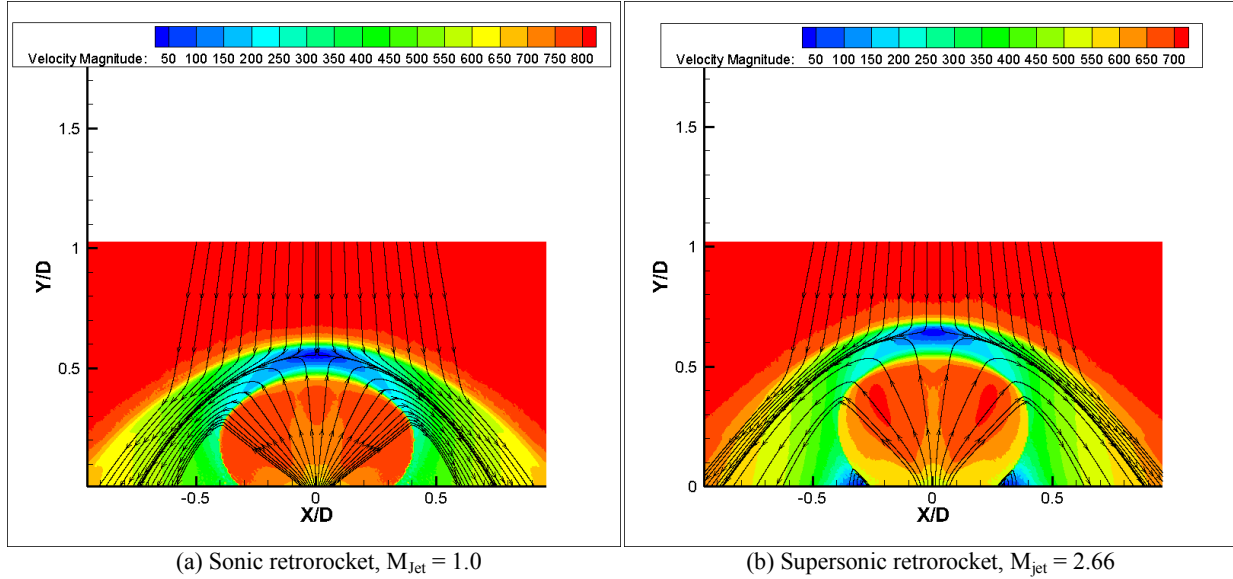 Velocity Magnitude: 50 100 150 200 250 300 350 400 450 500 550 600 650 700 750 800
Y/D
1.5
1
0.5
0
-0.5 0 0.5
X/D
(a) Sonic retrorocket, M_Jet = 1.0
Velocity Magnitude: 50 100 150 200 250 300 350 400 450 500 550 600 650 700
Y/D
1.5
1
0.5
0
-0.5 0 0.5
X/D
(b) Supersonic retrorocket, M_jet = 2.66